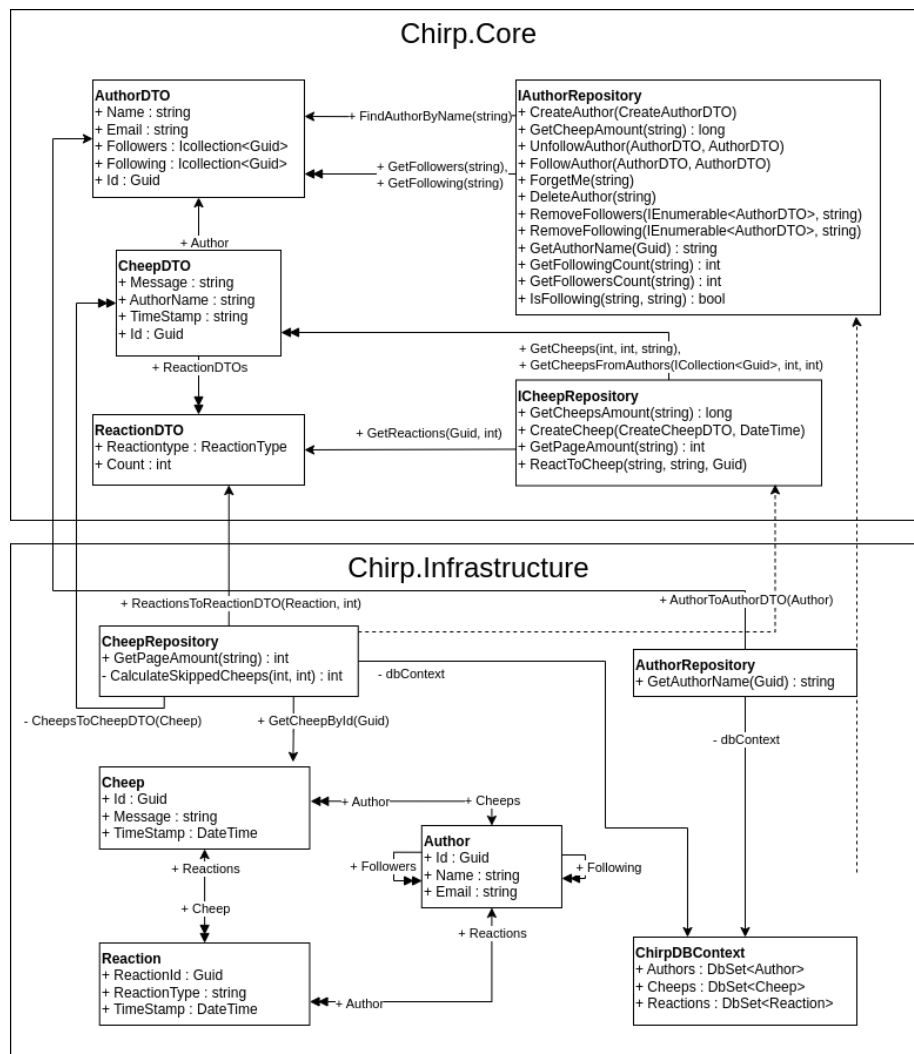 Chirp.Core
AuthorDTO
+ Name : string
+ Email : string
+ Followers : Icollection<Guid>
+ Following : Icollection<Guid>
+ Id : Guid
+ FindAuthorByName(string)
+ GetFollowers(string),
+ GetFollowing(string)
IAuthorRepository
+ CreateAuthor(CreateAuthorDTO)
+ GetCheepAmount(string) : long
+ UnfollowAuthor(AuthorDTO, AuthorDTO)
+ FollowAuthor(AuthorDTO, AuthorDTO)
+ ForgetMe(string)
+ DeleteAuthor(string)
+ RemoveFollowers(IEnumerable<AuthorDTO>, string)
+ RemoveFollowing(IEnumerable<AuthorDTO>, string)
+ GetAuthorName(Guid) : string
+ GetFollowingCount(string) : int
+ GetFollowersCount(string) : int
+ IsFollowing(string, string) : bool
+ Author
CheepDTO
+ Message : string
+ AuthorName : string
+ TimeStamp : string
+ Id : Guid
+ ReactionDTOs
+ GetCheeps(int, int, string),
+ GetCheepsFromAuthors(ICollection<Guid>, int, int)
ReactionDTO
+ Reactiontype : ReactionType
+ Count : int
+ GetReactions(Guid, int)
ICheepRepository
+ GetCheepsAmount(string) : long
+ CreateCheep(CreateCheepDTO, DateTime)
+ GetPageAmount(string) : int
+ ReactToCheep(string, string, Guid)
Chirp.Infrastructure
+ ReactionsToReactionDTO(Reaction, int)
+ AuthorToAuthorDTO(Author)
CheepRepository
+ GetPageAmount(string) : int
- CalculateSkippedCheeps(int, int) : int
- dbContext
AuthorRepository
+ GetAuthorName(Guid) : string
- CheepsToCheepDTO(Cheep)
+ GetCheepById(Guid)
- dbContext
Cheep
+ Id : Guid
+ Message : string
+ TimeStamp : DateTime
+ Author
+ Cheeps
Author
+ Id : Guid
+ Name : string
+ Email : string
+ Followers
+ Following
+ Reactions
+ Cheep
+ Reactions
Reaction
+ ReactionId : Guid
+ ReactionType : string
+ TimeStamp : DateTime
+ Author
ChirpDBContext
+ Authors : DbSet<Author>
+ Cheeps : DbSet<Cheep>
+ Reactions : DbSet<Reaction>